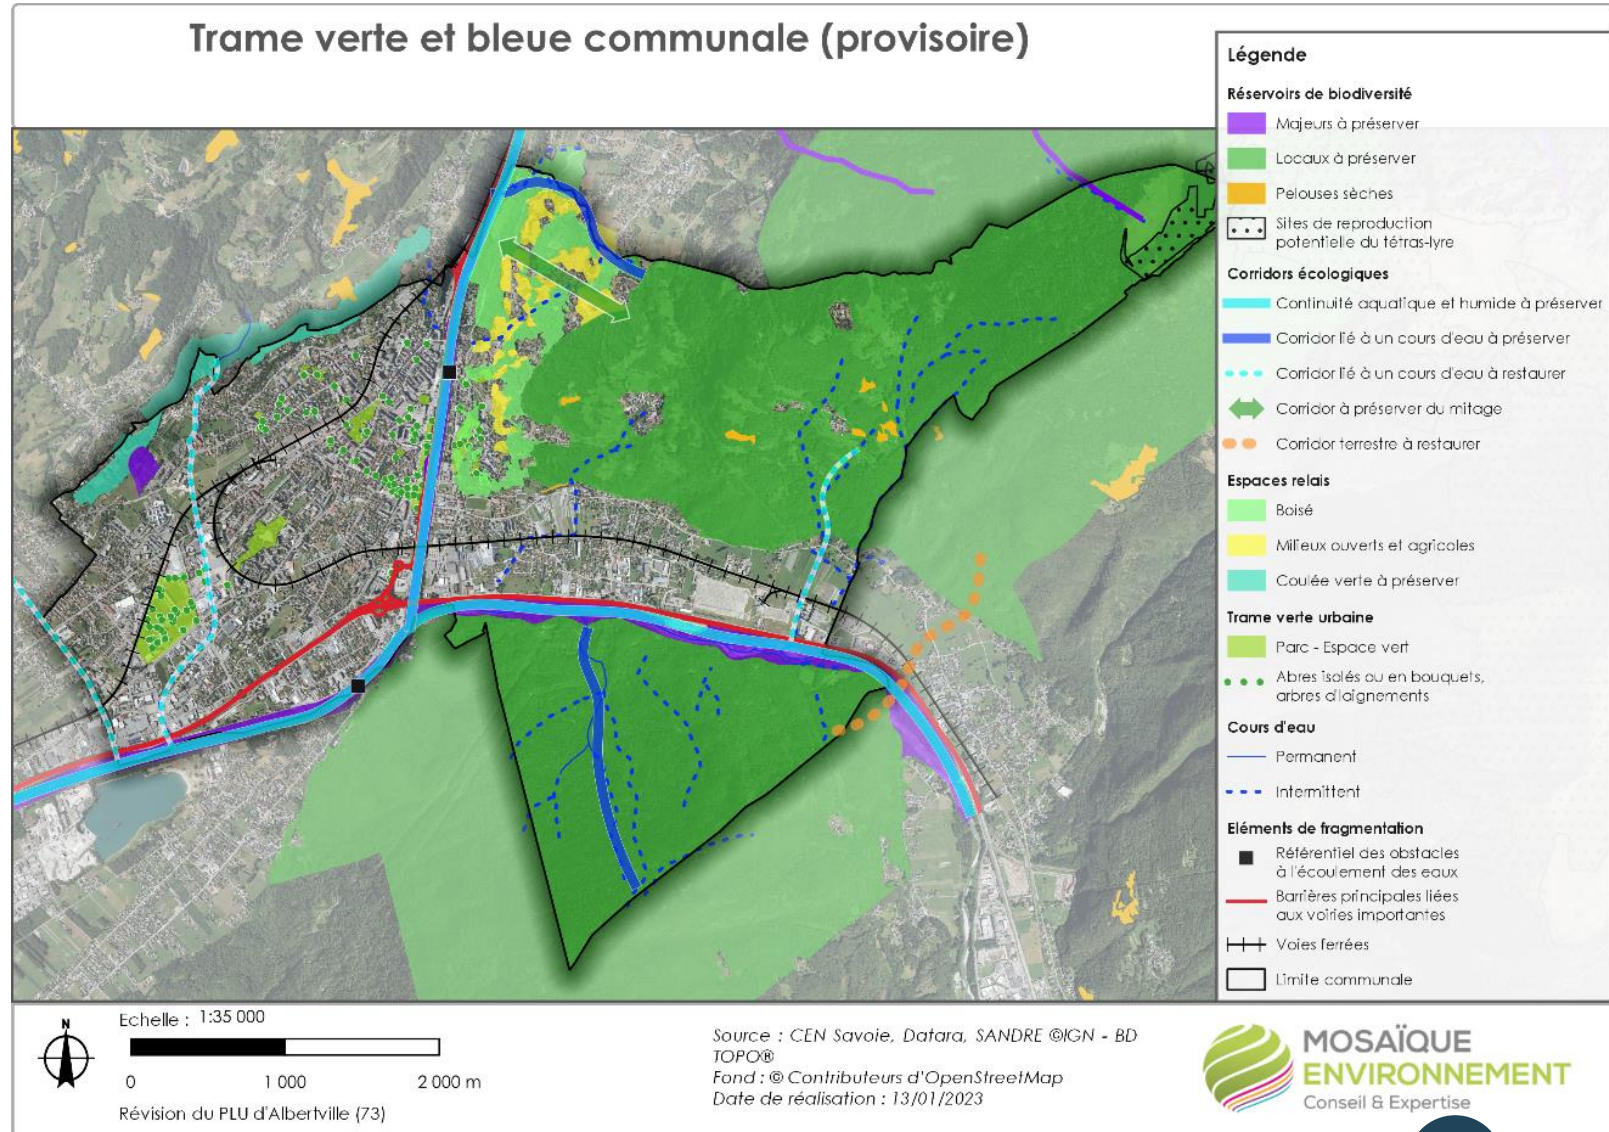 Trame verte et bleue communale (provisoire)
Légende
Réservoirs de biodiversité
Majeurs à préserver
Locaux à préserver
Pelouses sèches
Sites de reproduction
potentielle du tétras-lyre
Corridors écologiques
Continuité aquatique et humide à préserver
Corridor lié à un cours d'eau à préserver
Corridor lié à un cours d'eau à restaurer
Corridor à préserver du mitage
Corridor terrestre à restaurer
Espaces relais
Boisé
Milieux ouverts et agricoles
Coulée verte à préserver
Trame verte urbaine
Parc - Espace vert
Abres isolés ou en bouquets,
arbres d'laignements
Cours d'eau
Permanent
Intermittent
Eléments de fragmentation
Référentiel des obstacles
à l'écoulement des eaux
Barrières principales liées
aux voiries importantes
Voies ferrées
Limite communale
N
Echelle : 1:35 000
0 1 000 2 000 m
Révision du PLU d'Albertville (73)
Source : CEN Savoie, Datara, SANDRE ©IGN - BD
TOPO®
Fond : © Contributeurs d'OpenStreetMap
Date de réalisation : 13/01/2023
MOSAÏQUE
ENVIRONNEMENT
Conseil & Expertise